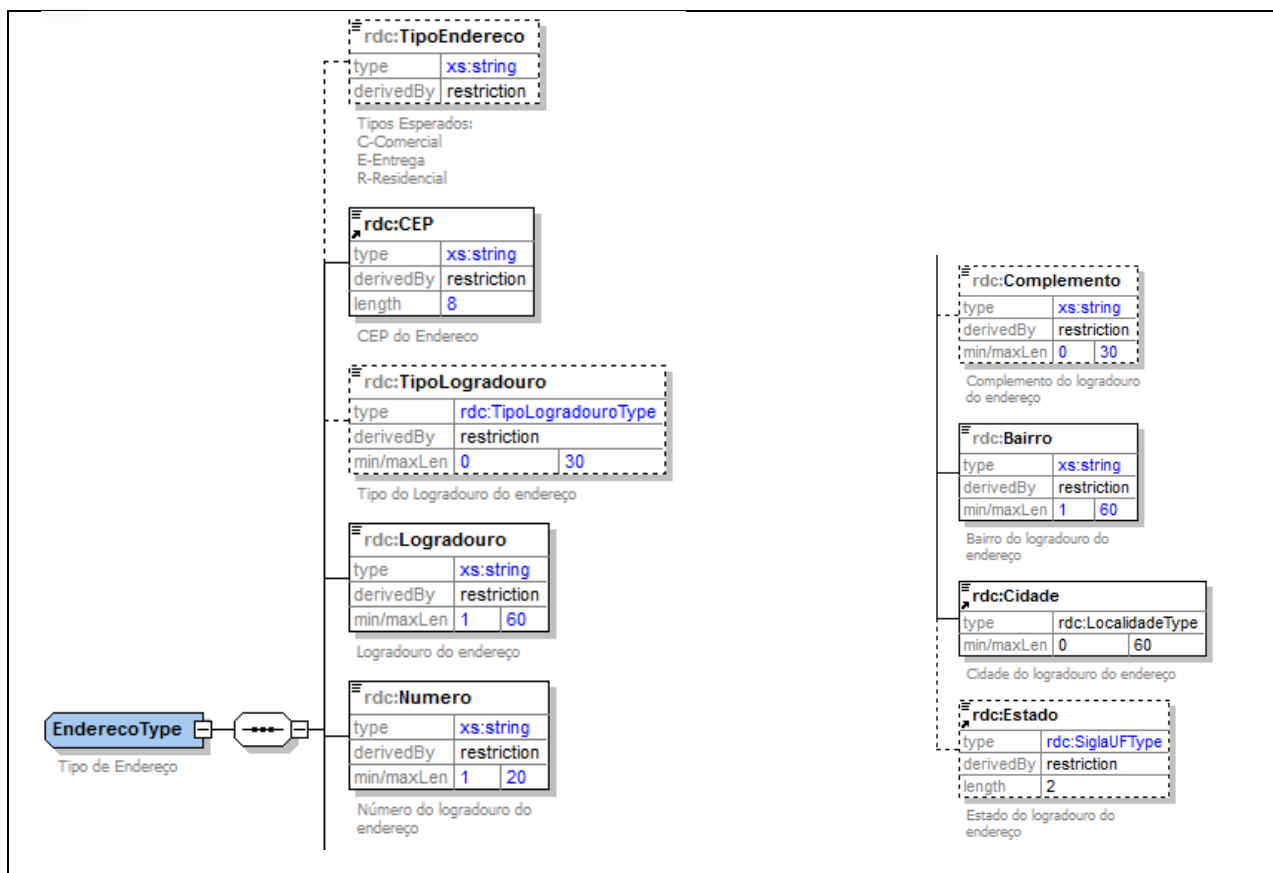 rdc:TipoEndereco
type xs:string
derivedBy restriction
Tipos Esperados:
C-Comercial
E-Entrega
R-Residencial
rdc:CEP
type xs:string
derivedBy restriction
length 8
CEP do Endereco
rdc:TipoLogradouro
type rdc:TipoLogradouroType
derivedBy restriction
min/maxLen 0 30
Tipo do Logradouro do endereço
rdc:Logradouro
type xs:string
derivedBy restriction
min/maxLen 1 60
Logradouro do endereço
rdc:Numero
type xs:string
derivedBy restriction
min/maxLen 1 20
Número do logradouro do
endereço
EnderecoType
Tipo de Endereço
rdc:Complemento
type xs:string
derivedBy restriction
min/maxLen 0 30
Complemento do logradouro
do endereço
rdc:Bairro
type xs:string
derivedBy restriction
min/maxLen 1 60
Bairro do logradouro do
endereço
rdc:Cidade
type rdc:LocalidadeType
min/maxLen 0 60
Cidade do logradouro do endereço
rdc:Estado
type rdc:SiglaUFType
derivedBy restriction
length 2
Estado do logradouro do
endereço